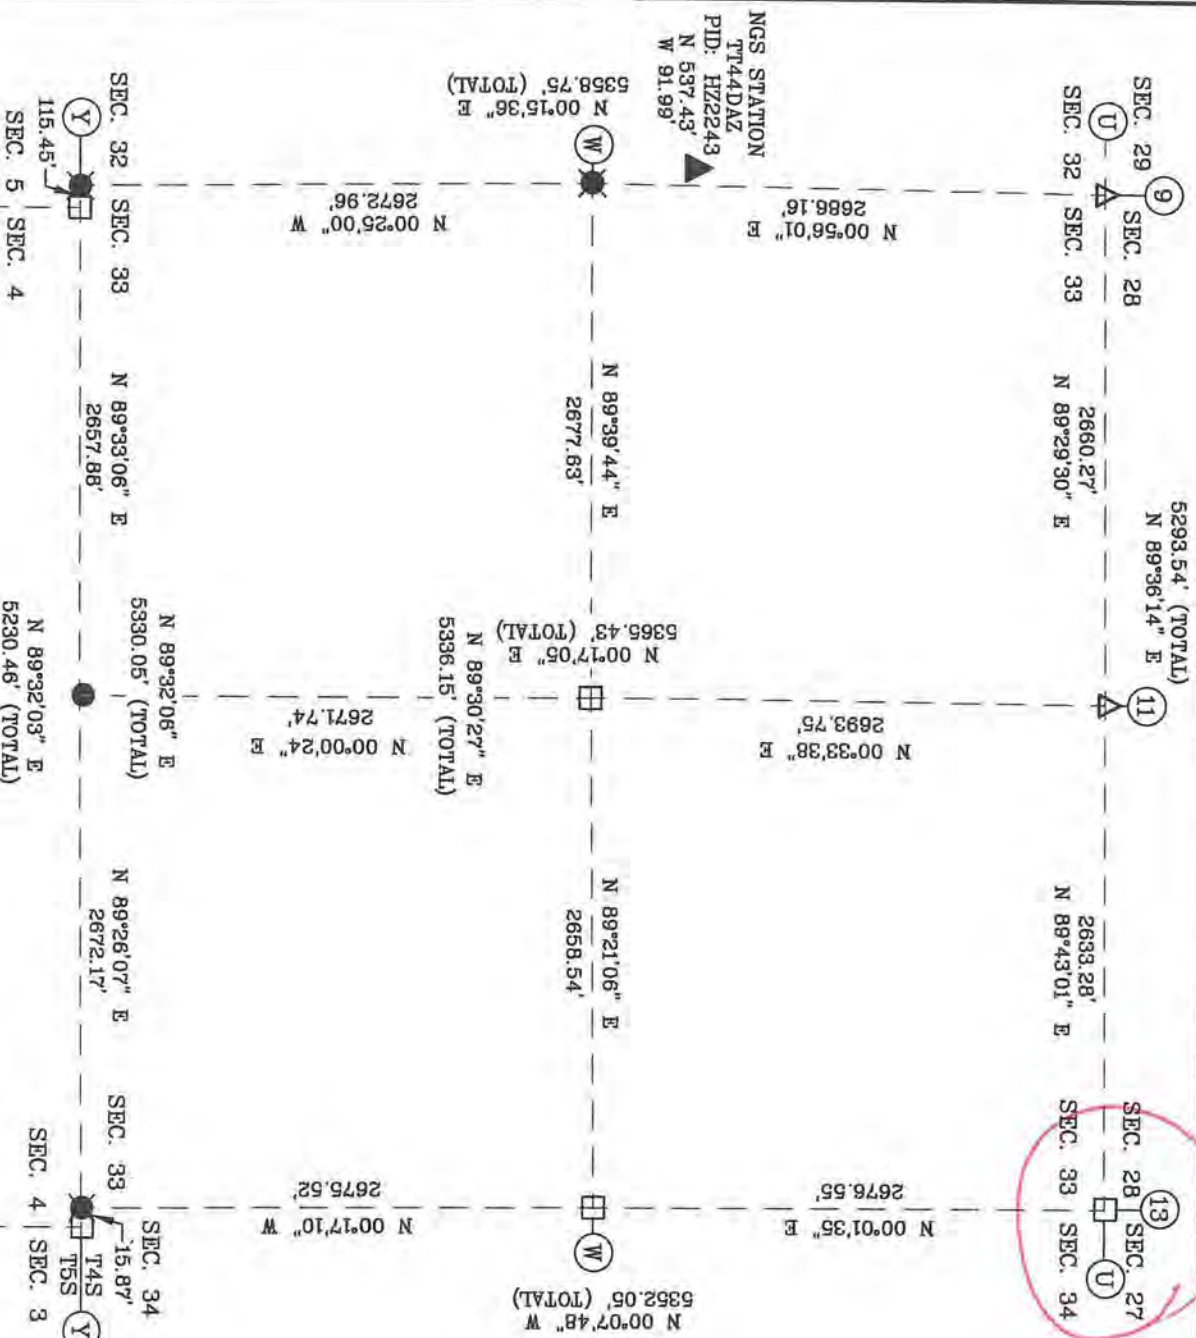 SEC. 29
SEC. 28
9
U
SEC. 32
SEC. 33
5293.54' (TOTAL)
N 89°36'14" E
2660.27'
N 89°29'30" E
11
2633.28'
N 89°43'01" E
SEC. 28
SEC. 27
13
U
SEC. 33
SEC. 34
NGS STATION
TT44DAZ
PID: HZ2243
N 537.43'
W 91.99'
N 00°56'01" E
2686.16'
N 00°33'38" E
2693.75'
N 00°01'35" E
2676.55'
N 00°15'36" E
5358.75' (TOTAL)
W
N 89°39'44" E
2677.63'
N 00°17'05" E
5365.43' (TOTAL)
N 89°30'27" E
5336.15' (TOTAL)
N 89°21'06" E
2658.54'
W
N 00°07'48" W
5352.05' (TOTAL)
N 00°25'00" W
2672.96'
N 00°00'24" E
2671.74'
N 00°17'10" W
2675.52'
SEC. 32
SEC. 33
Y
115.45'
SEC. 5
SEC. 4
N 89°33'06" E
2657.88'
N 89°32'06" E
5330.05' (TOTAL)
N 89°32'03" E
5230.46' (TOTAL)
N 89°26'07" E
2672.17'
SEC. 33
SEC. 34
15.87'
T4S
T5S
SEC. 4
SEC. 3
Y